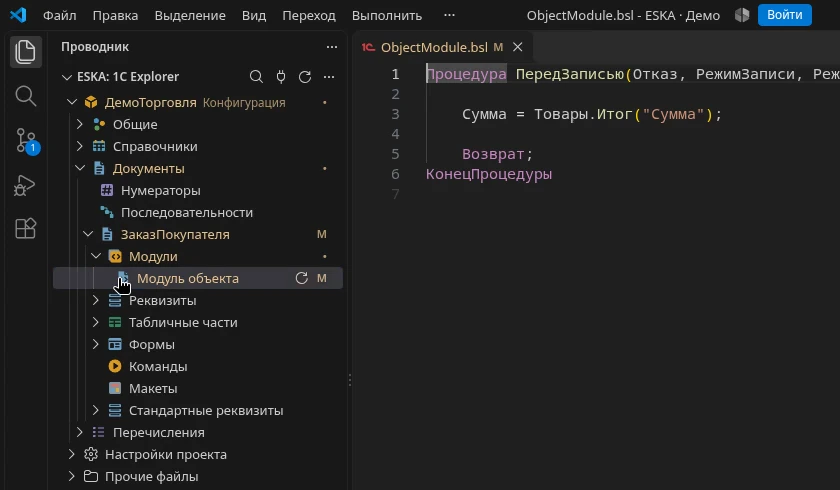 Файл Правка Выделение Вид Переход Выполнить ··· ObjectModule.bsl - ESKA · Демо Войти
Проводник ···
1C ObjectModule.bsl M
ESKA: 1C Explorer ···
ДемоТорговля Конфигурация •
Общие
Справочники
1
Документы •
Нумераторы
Последовательности
ЗаказПокупателя M
Модули •
Модуль объекта M
Реквизиты
Табличные части
Формы
Команды
Макеты
Стандартные реквизиты
Перечисления
Настройки проекта
Прочие файлы
1 Процедура ПередЗаписью(Отказ, РежимЗаписи, Реж
2
3 Сумма = Товары.Итог("Сумма");
4
5 Возврат;
6 КонецПроцедуры
7